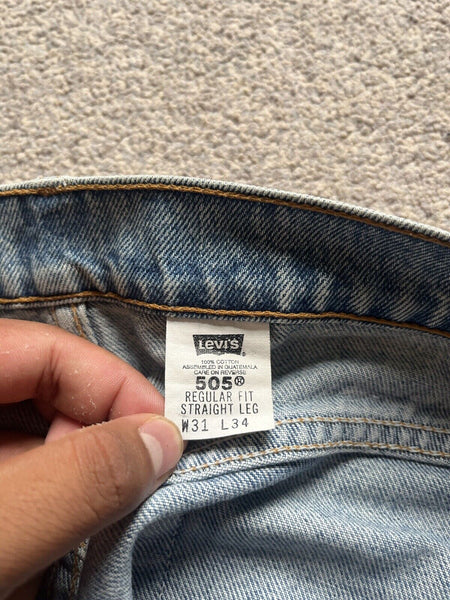 Levi's
100% COTTON
ASSEMBLED IN GUATEMALA
CARE ON REVERSE
505®
REGULAR FIT
STRAIGHT LEG
W31 L34